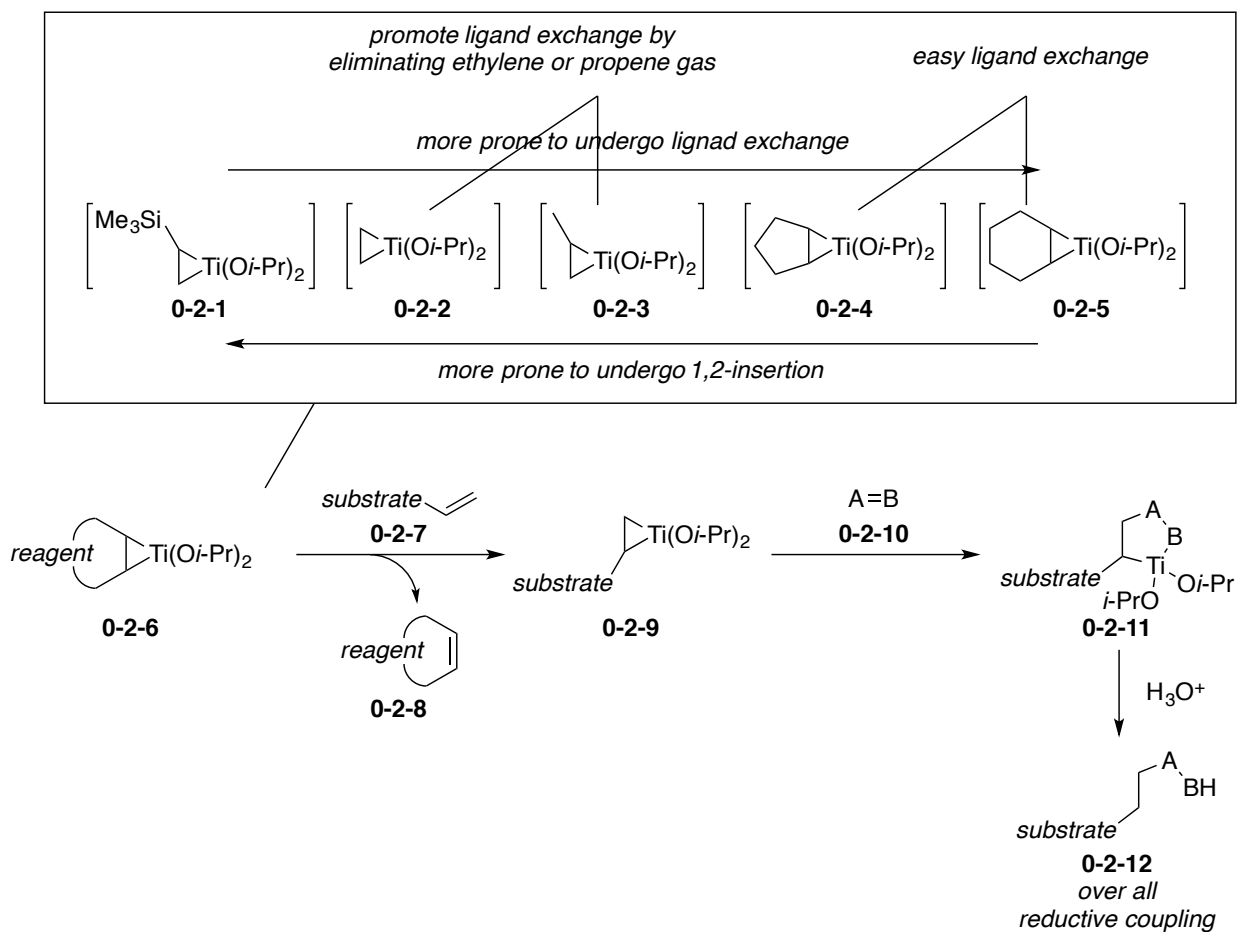 promote ligand exchange by
eliminating ethylene or propene gas
easy ligand exchange
more prone to undergo lignad exchange
Me3Si
Ti(Oi-Pr)2
Ti(Oi-Pr)2
Ti(Oi-Pr)2
Ti(Oi-Pr)2
Ti(Oi-Pr)2
0-2-1
0-2-2
0-2-3
0-2-4
0-2-5
more prone to undergo 1,2-insertion
substrate
0-2-7
A=B
0-2-10
reagent
Ti(Oi-Pr)2
0-2-6
Ti(Oi-Pr)2
substrate
0-2-9
A
B
Ti
substrate
Oi-Pr
i-PrO
0-2-11
reagent
0-2-8
H3O+
A
BH
substrate
0-2-12
over all
reductive coupling